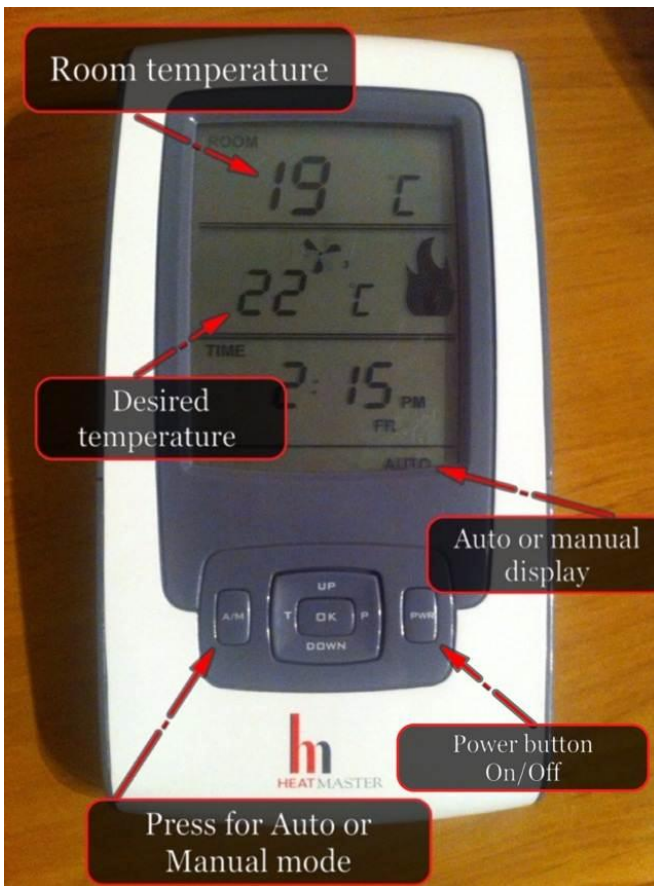 Room temperature
ROOM
19 °C
22 3 °C
Desired
temperature
TIME
2:15 PM
FR
AUTO
Auto or manual
display
A/M
UP
T OK P
DOWN
PWR
Power button
On/Off
hm
HEATMASTER
Press for Auto or
Manual mode